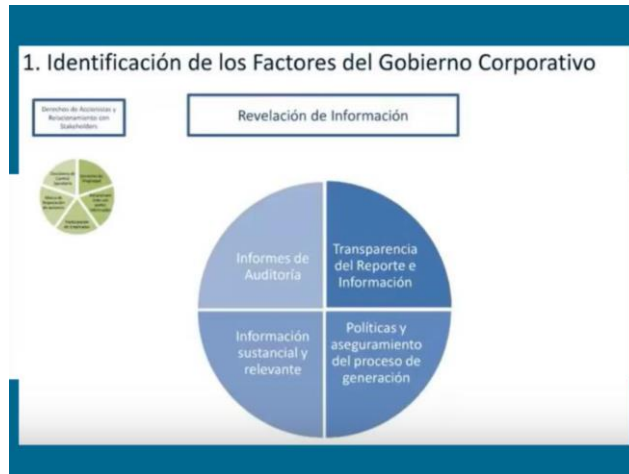 1. Identificación de los Factores del Gobierno Corporativo
Derechos de Accionistas y
Relacionamiento con
Stakeholders
Revelación de Información
Informes de
Auditoría
Transparencia
del Reporte e
Información
Información
sustancial y
relevante
Políticas y
aseguramiento
del proceso de
generación